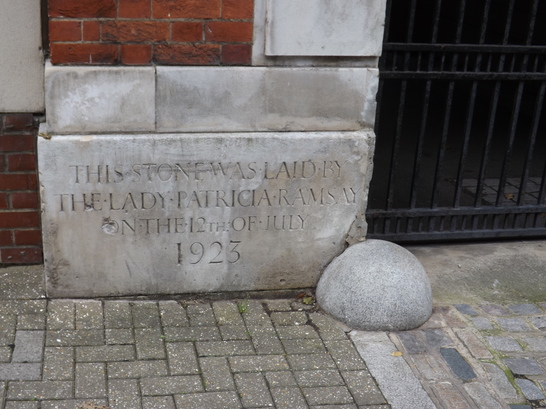 THIS·STONE·WAS·LAID·BY
THE·LADY·PATRICIA·RAMSAY
ON·THE·12TH·OF·JULY
1923